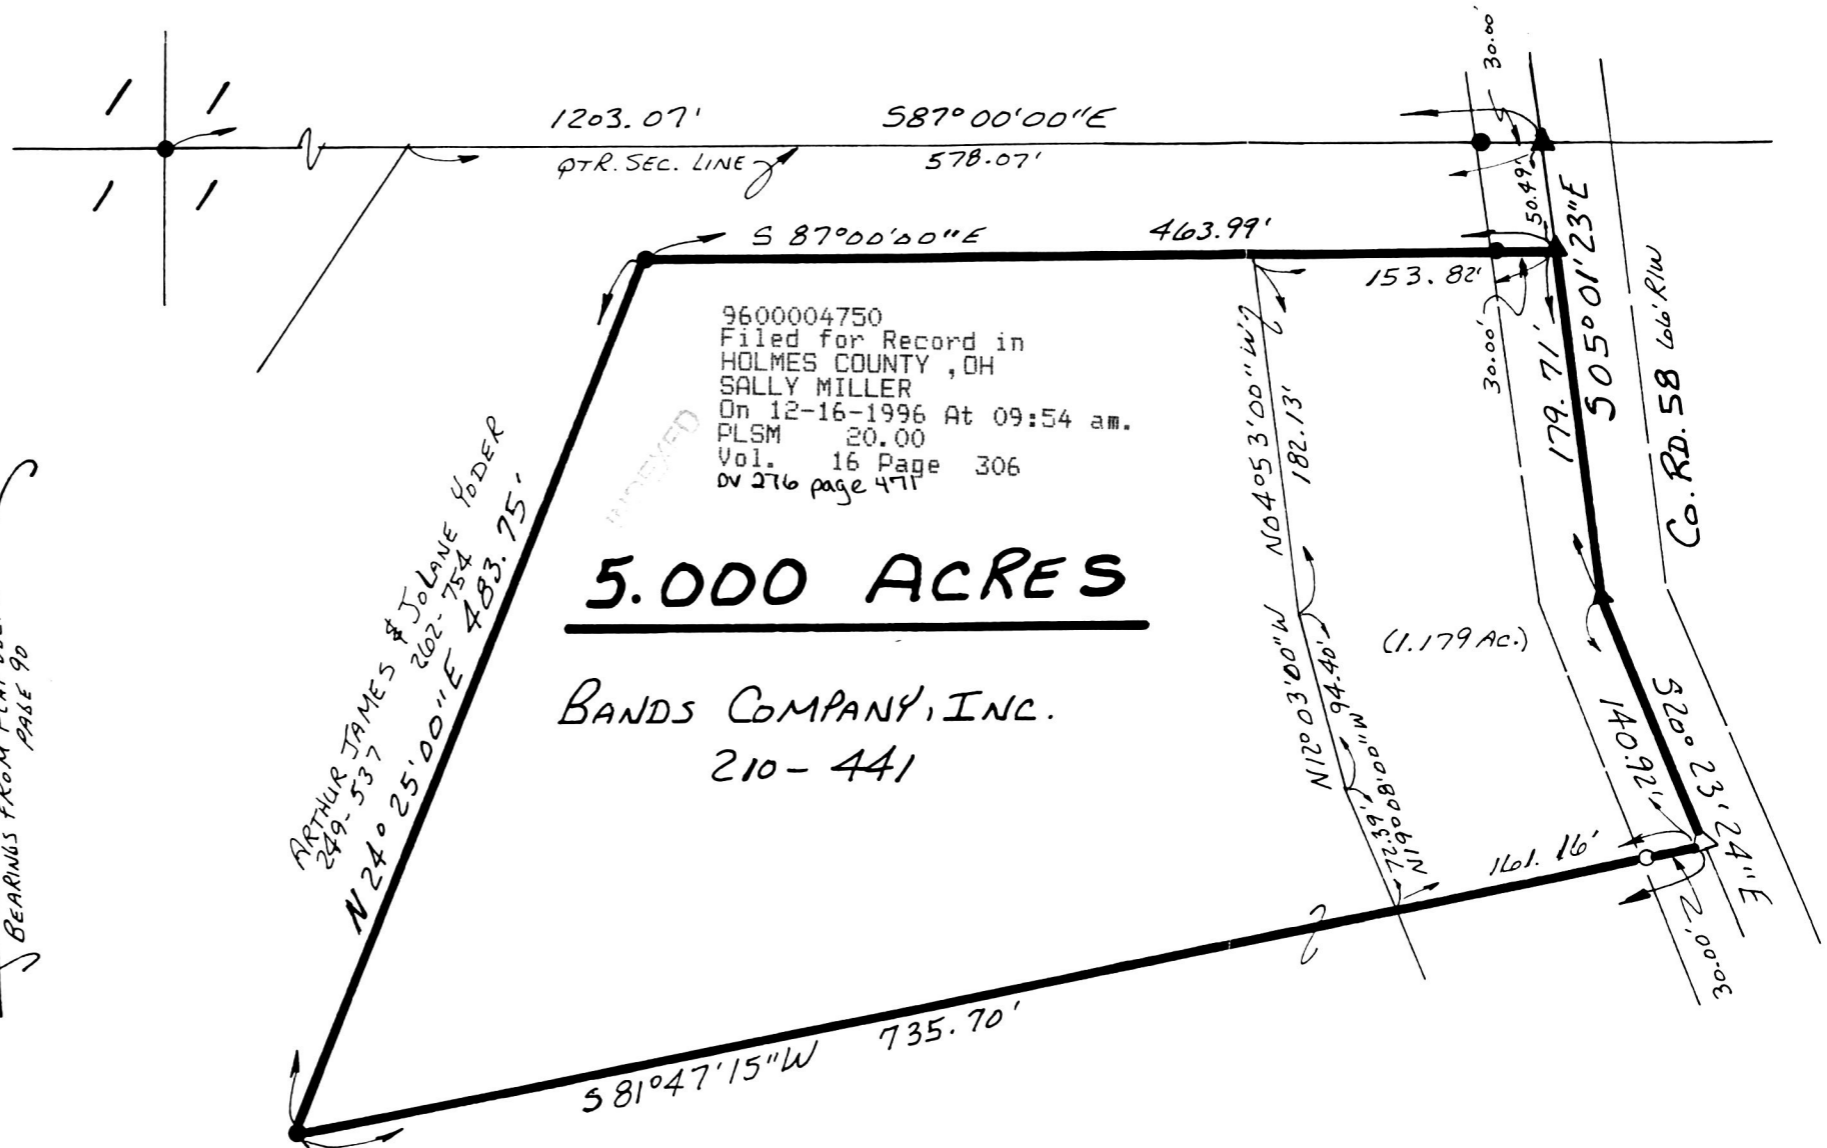 30.00'
1203.07' S87°00'00"E
QTR. SEC. LINE 578.07'
50.49'
S 87°00'00"E 463.99'
153.82'
30.00'
S05°01'23"E
179.71'
Co. RD. 58 66' R/W
9600004750
Filed for Record in
HOLMES COUNTY , OH
SALLY MILLER
On 12-16-1996 At 09:54 am.
PLSM 20.00
Vol. 16 Page 306
OV 276 page 471
INDEXED
N04°53'00"W
182.13'
ARTHUR JAMES & JOLANE YODER
249-537 262-754
N 24° 25'00"E 483.75'
5.000 ACRES
BANDS COMPANY, INC.
210-441
(1.179 AC.)
N12°03'00"W
94.40'
N19°08'00"W
72.39'
S20°23'24"E
140.92'
161.16'
30.00'
S81°47'15"W 735.70'
BEARINGS FROM PLAT
PAGE 90